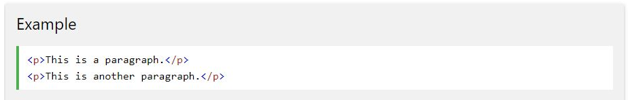 Example
<p>This is a paragraph.</p>
<p>This is another paragraph.</p>